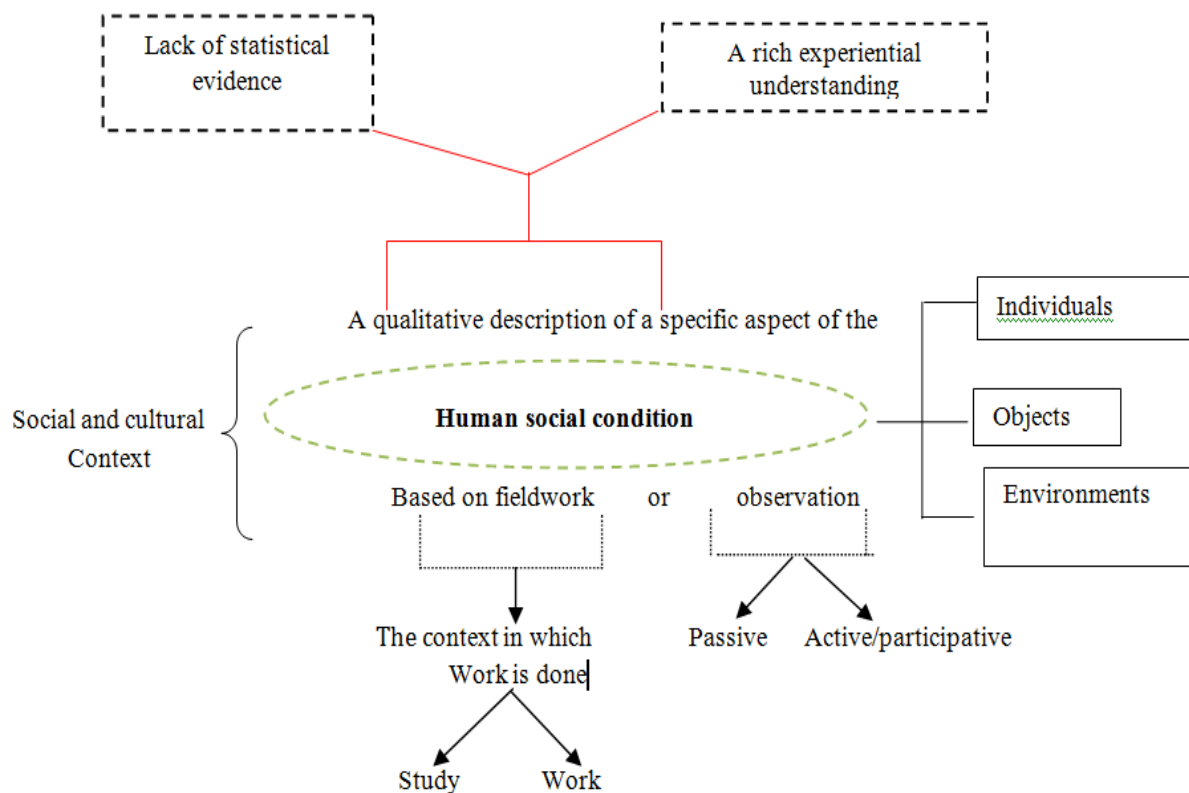 Lack of statistical
evidence
A rich experiential
understanding
A qualitative description of a specific aspect of the
Individuals
Human social condition
Objects
Social and cultural
Context
Based on fieldwork or observation
Environments
The context in which
Work is done
Passive Active/participative
Study Work